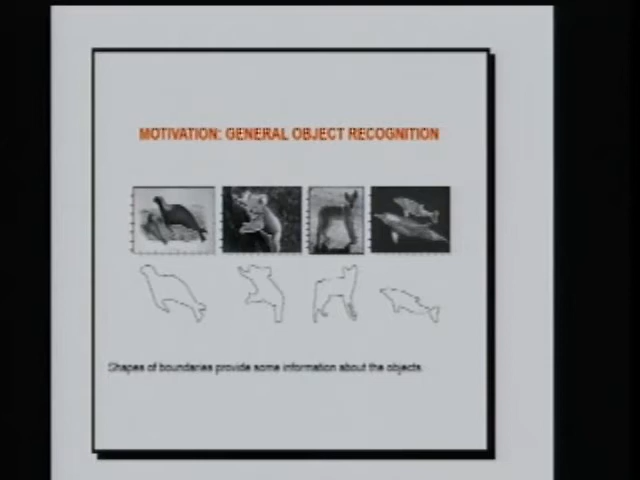 MOTIVATION: GENERAL OBJECT RECOGNITION
Shapes of boundaries provide some information about the objects.